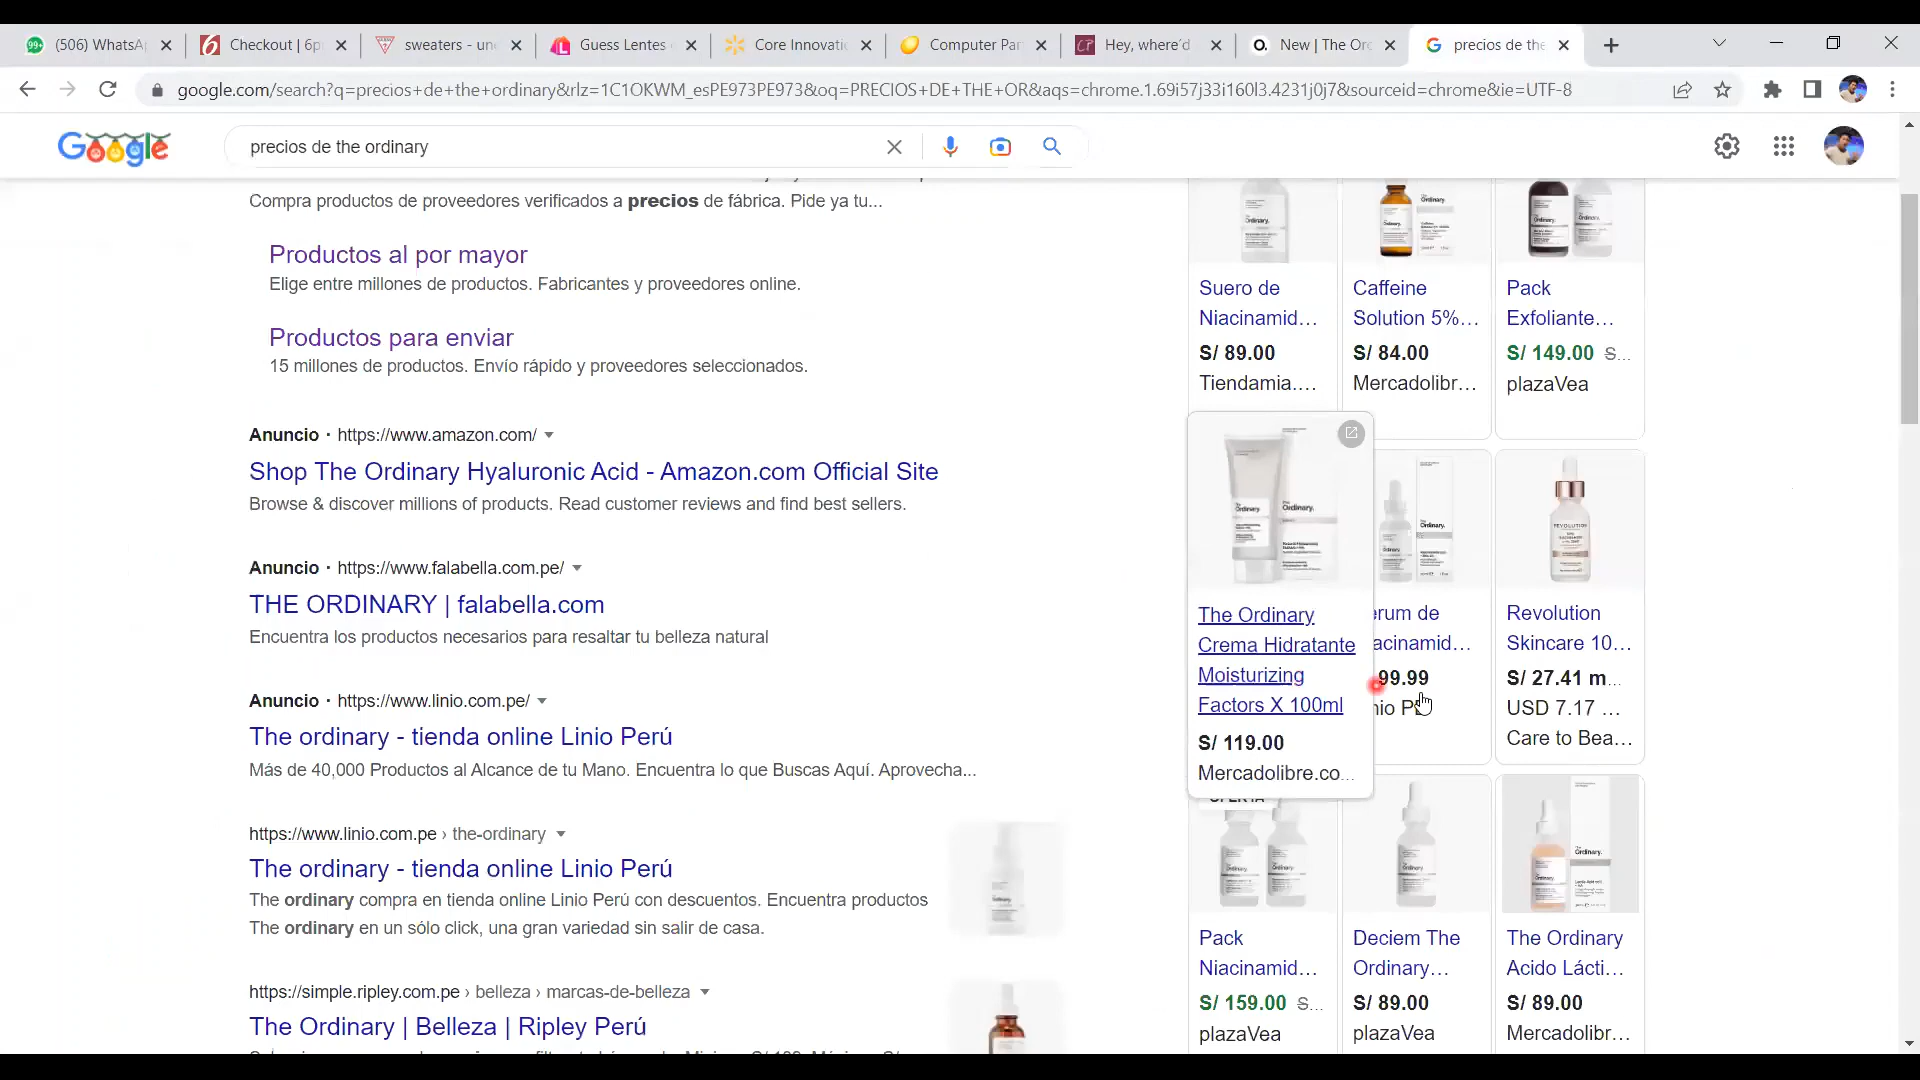 (506) WhatsA
Checkout | 6p
sweaters - un
Guess Lentes
Core Innovati
Computer Par
Hey, where'd
New | The Or
precios de the
google.com/search?q=precios+de+the+ordinary&rlz=1C1OKWM_esPE973PE973&oq=PRECIOS+DE+THE+OR&aqs=chrome.1.69i57j33i160l3.4231j0j7&sourceid=chrome&ie=UTF-8
Google
precios de the ordinary
Compra productos de proveedores verificados a precios de fábrica. Pide ya tu...
Productos al por mayor
Elige entre millones de productos. Fabricantes y proveedores online.
Productos para enviar
15 millones de productos. Envío rápido y proveedores seleccionados.
Anuncio · https://www.amazon.com/
Shop The Ordinary Hyaluronic Acid - Amazon.com Official Site
Browse & discover millions of products. Read customer reviews and find best sellers.
Anuncio · https://www.falabella.com.pe/
THE ORDINARY | falabella.com
Encuentra los productos necesarios para resaltar tu belleza natural
Anuncio · https://www.linio.com.pe/
The ordinary - tienda online Linio Perú
Más de 40,000 Productos al Alcance de tu Mano. Encuentra lo que Buscas Aquí. Aprovecha...
https://www.linio.com.pe › the-ordinary
The ordinary - tienda online Linio Perú
The ordinary compra en tienda online Linio Perú con descuentos. Encuentra productos
The ordinary en un sólo click, una gran variedad sin salir de casa.
https://simple.ripley.com.pe › belleza › marcas-de-belleza
The Ordinary | Belleza | Ripley Perú
Suero de
Niacinamid...
S/ 89.00
Tiendamia....
Caffeine
Solution 5%...
S/ 84.00
Mercadolibr...
Pack
Exfoliante...
S/ 149.00 S...
plazaVea
The Ordinary
Crema Hidratante
Moisturizing
Factors X 100ml
S/ 119.00
Mercadolibre.co...
erum de
acinamid...
99.99
nio P
REVOLUTION
Revolution
Skincare 10...
S/ 27.41 m...
USD 7.17 ...
Care to Bea...
OFERTA
Pack
Niacinamid...
S/ 159.00 S...
plazaVea
Deciem The
Ordinary...
S/ 89.00
plazaVea
The Ordinary
Acido Lácti...
S/ 89.00
Mercadolibr...